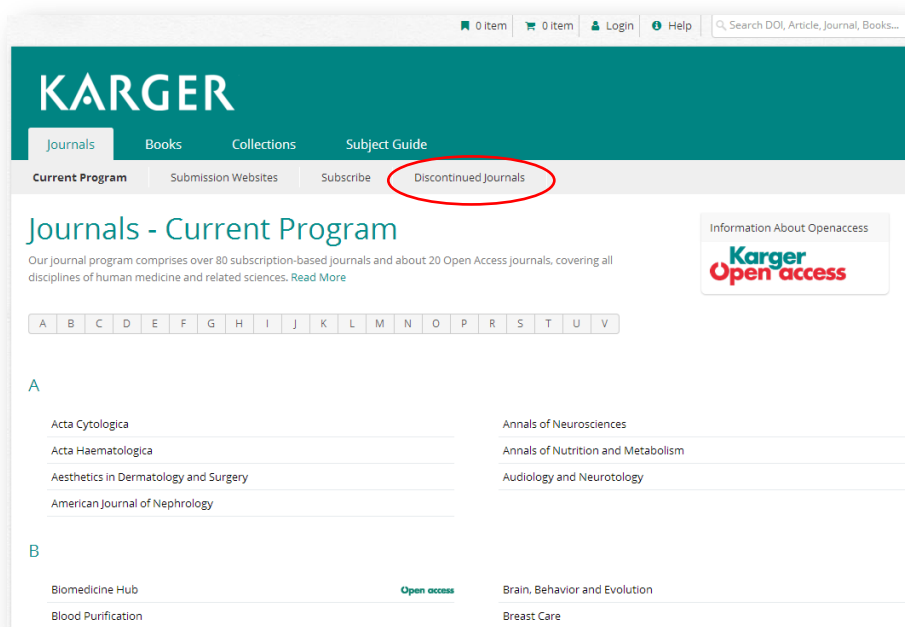 0 item 0 item Login Help Search DOI, Article, Journal, Books...
KARGER
Journals Books Collections Subject Guide
Current Program Submission Websites Subscribe Discontinued Journals
Journals - Current Program
Our journal program comprises over 80 subscription-based journals and about 20 Open Access journals, covering all
disciplines of human medicine and related sciences. Read More
Information About Openaccess
Karger
Open access
A B C D E F G H I J K L M N O P R S T U V
A
Acta Cytologica
Acta Haematologica
Aesthetics in Dermatology and Surgery
American Journal of Nephrology
Annals of Neurosciences
Annals of Nutrition and Metabolism
Audiology and Neurotology
B
Biomedicine Hub Open access
Blood Purification
Brain, Behavior and Evolution
Breast Care